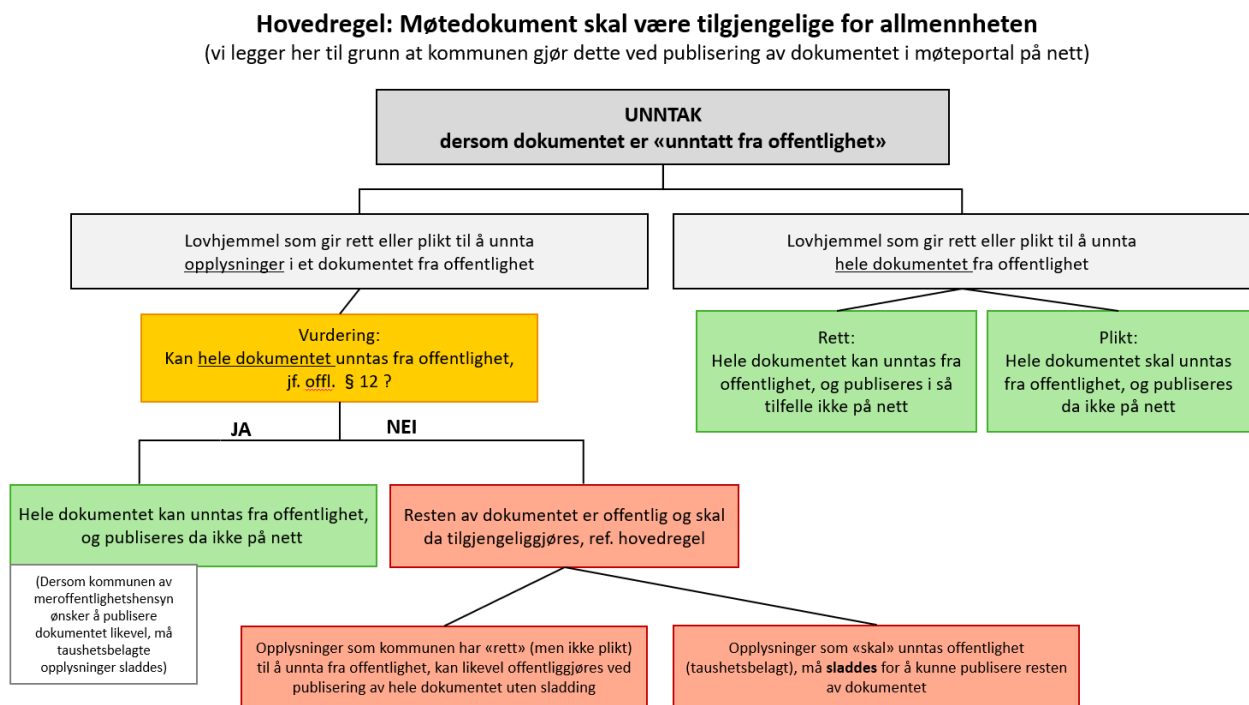 Hovedregel: Møtedokument skal være tilgjengelige for allmennheten
(vi legger her til grunn at kommunen gjør dette ved publisering av dokumentet i møteportal på nett)
UNNTAK
dersom dokumentet er «unntatt fra offentlighet»
Lovhjemmel som gir rett eller plikt til å unnta
opplysninger i et dokumentet fra offentlighet
Lovhjemmel som gir rett eller plikt til å unnta
hele dokumentet fra offentlighet
Vurdering:
Kan hele dokumentet unntas fra offentlighet,
jf. offl. § 12 ?
Rett:
Hele dokumentet kan unntas fra
offentlighet, og publiseres i så
tilfelle ikke på nett
Plikt:
Hele dokumentet skal unntas
fra offentlighet, og publiseres
da ikke på nett
JA
NEI
Hele dokumentet kan unntas fra offentlighet,
og publiseres da ikke på nett
Resten av dokumentet er offentlig og skal
da tilgjengeliggjøres, ref. hovedregel
(Dersom kommunen av
meroffentlighetshensyn
ønsker å publisere
dokumentet likevel, må
taushetsbelagte
opplysninger sladdes)
Opplysninger som kommunen har «rett» (men ikke plikt)
til å unnta fra offentlighet, kan likevel offentliggjøres ved
publisering av hele dokumentet uten sladding
Opplysninger som «skal» unntas offentlighet
(taushetsbelagt), må sladdes for å kunne publisere resten
av dokumentet